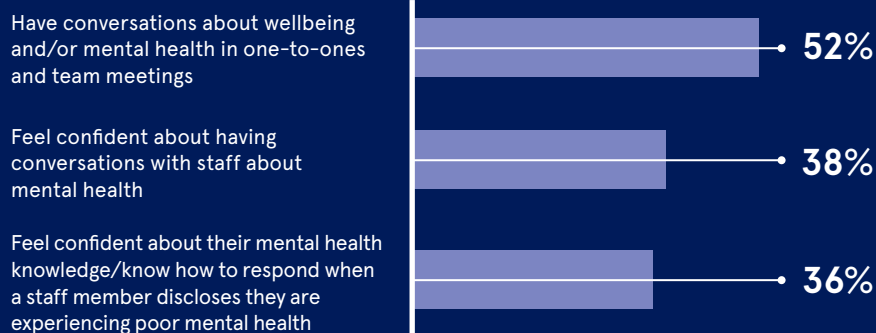 Have conversations about wellbeing
and/or mental health in one-to-ones
and team meetings
52%
Feel confident about having
conversations with staff about
mental health
38%
Feel confident about their mental health
knowledge/know how to respond when
a staff member discloses they are
experiencing poor mental health
36%